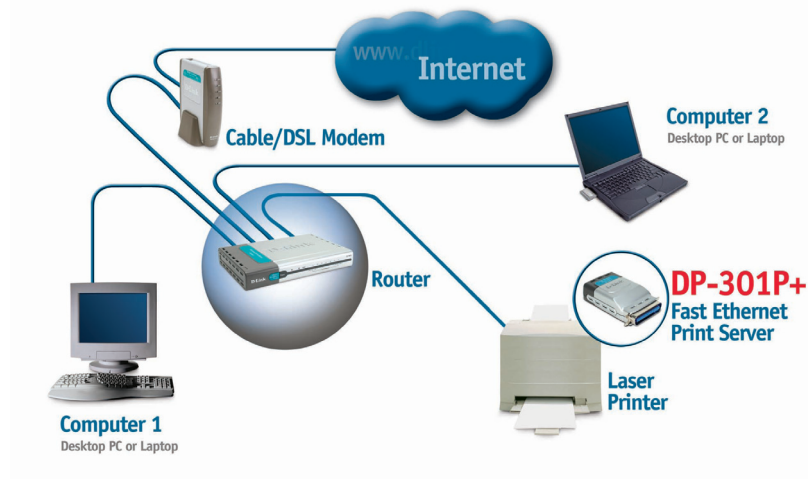 www.d
Internet
Cable/DSL Modem
Computer 2
Desktop PC or Laptop
D-Link
Router
DP-301P+
Fast Ethernet
Print Server
Laser
Printer
Computer 1
Desktop PC or Laptop